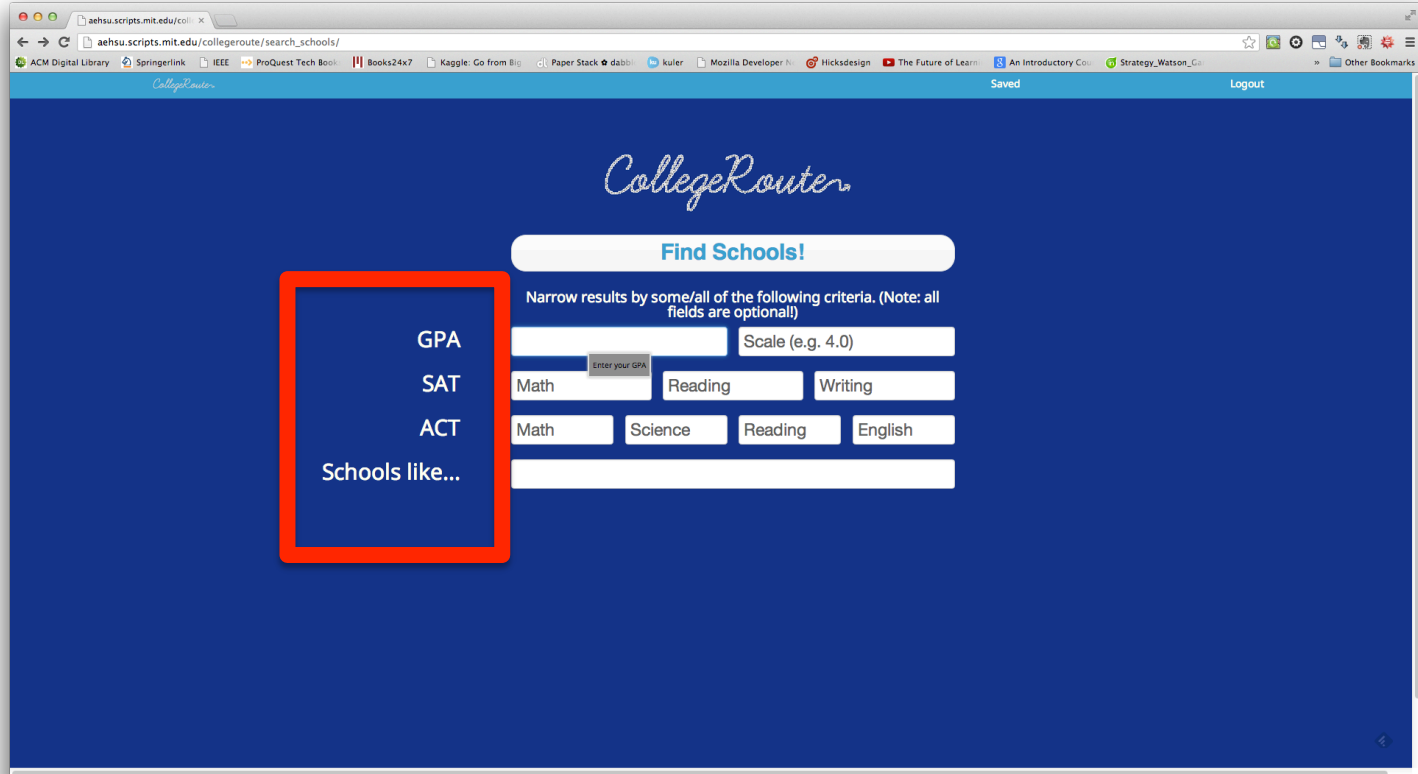 aehsu.scripts.mit.edu/coll
aehsu.scripts.mit.edu/collegeroute/search_schools/
ACM Digital Library Springerlink IEEE ProQuest Tech Book Books24x7 Kaggle: Go from Big Paper Stack ✿ dabbl kuler Mozilla Developer N Hicksdesign The Future of Learn An Introductory Cou Strategy_Watson_Ga » Other Bookmarks
CollegeRoute Saved Logout
CollegeRoute
Find Schools!
Narrow results by some/all of the following criteria. (Note: all
fields are optional!)
GPA Scale (e.g. 4.0)
Enter your GPA
SAT Math Reading Writing
ACT Math Science Reading English
Schools like...